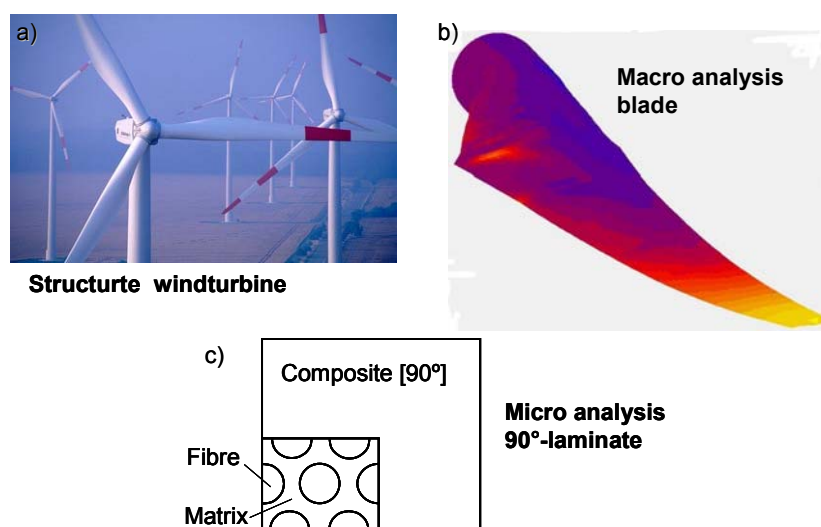 a)
Structurte windturbine
b)
Macro analysis
blade
c)
Composite [90º]
Fibre
Matrix
Micro analysis
90°-laminate